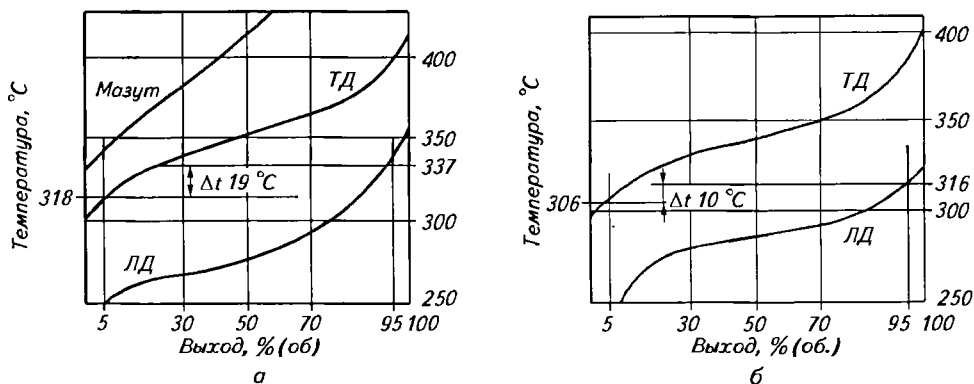 Температура, °С
318
Мазут
ТД
Δt 19 °С
ЛД
400
350
337
300
250
5
30
50
70
95 100
Выход, % (об)
а
Температура, °С
306
ТД
Δt 10 °С
ЛД
400
350
316
300
250
5
30
50
70
95 100
Выход, % (об.)
б